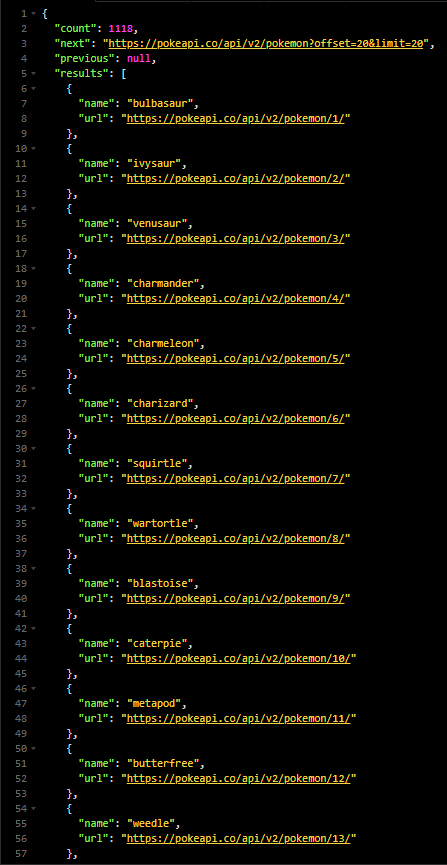 1 {
2 "count": 1118,
3 "next": "https://pokeapi.co/api/v2/pokemon?offset=20&limit=20",
4 "previous": null,
5 "results": [
6 {
7 "name": "bulbasaur",
8 "url": "https://pokeapi.co/api/v2/pokemon/1/"
9 },
10 {
11 "name": "ivysaur",
12 "url": "https://pokeapi.co/api/v2/pokemon/2/"
13 },
14 {
15 "name": "venusaur",
16 "url": "https://pokeapi.co/api/v2/pokemon/3/"
17 },
18 {
19 "name": "charmander",
20 "url": "https://pokeapi.co/api/v2/pokemon/4/"
21 },
22 {
23 "name": "charmeleon",
24 "url": "https://pokeapi.co/api/v2/pokemon/5/"
25 },
26 {
27 "name": "charizard",
28 "url": "https://pokeapi.co/api/v2/pokemon/6/"
29 },
30 {
31 "name": "squirtle",
32 "url": "https://pokeapi.co/api/v2/pokemon/7/"
33 },
34 {
35 "name": "wartortle",
36 "url": "https://pokeapi.co/api/v2/pokemon/8/"
37 },
38 {
39 "name": "blastoise",
40 "url": "https://pokeapi.co/api/v2/pokemon/9/"
41 },
42 {
43 "name": "caterpie",
44 "url": "https://pokeapi.co/api/v2/pokemon/10/"
45 },
46 {
47 "name": "metapod",
48 "url": "https://pokeapi.co/api/v2/pokemon/11/"
49 },
50 {
51 "name": "butterfree",
52 "url": "https://pokeapi.co/api/v2/pokemon/12/"
53 },
54 {
55 "name": "weedle",
56 "url": "https://pokeapi.co/api/v2/pokemon/13/"
57 },